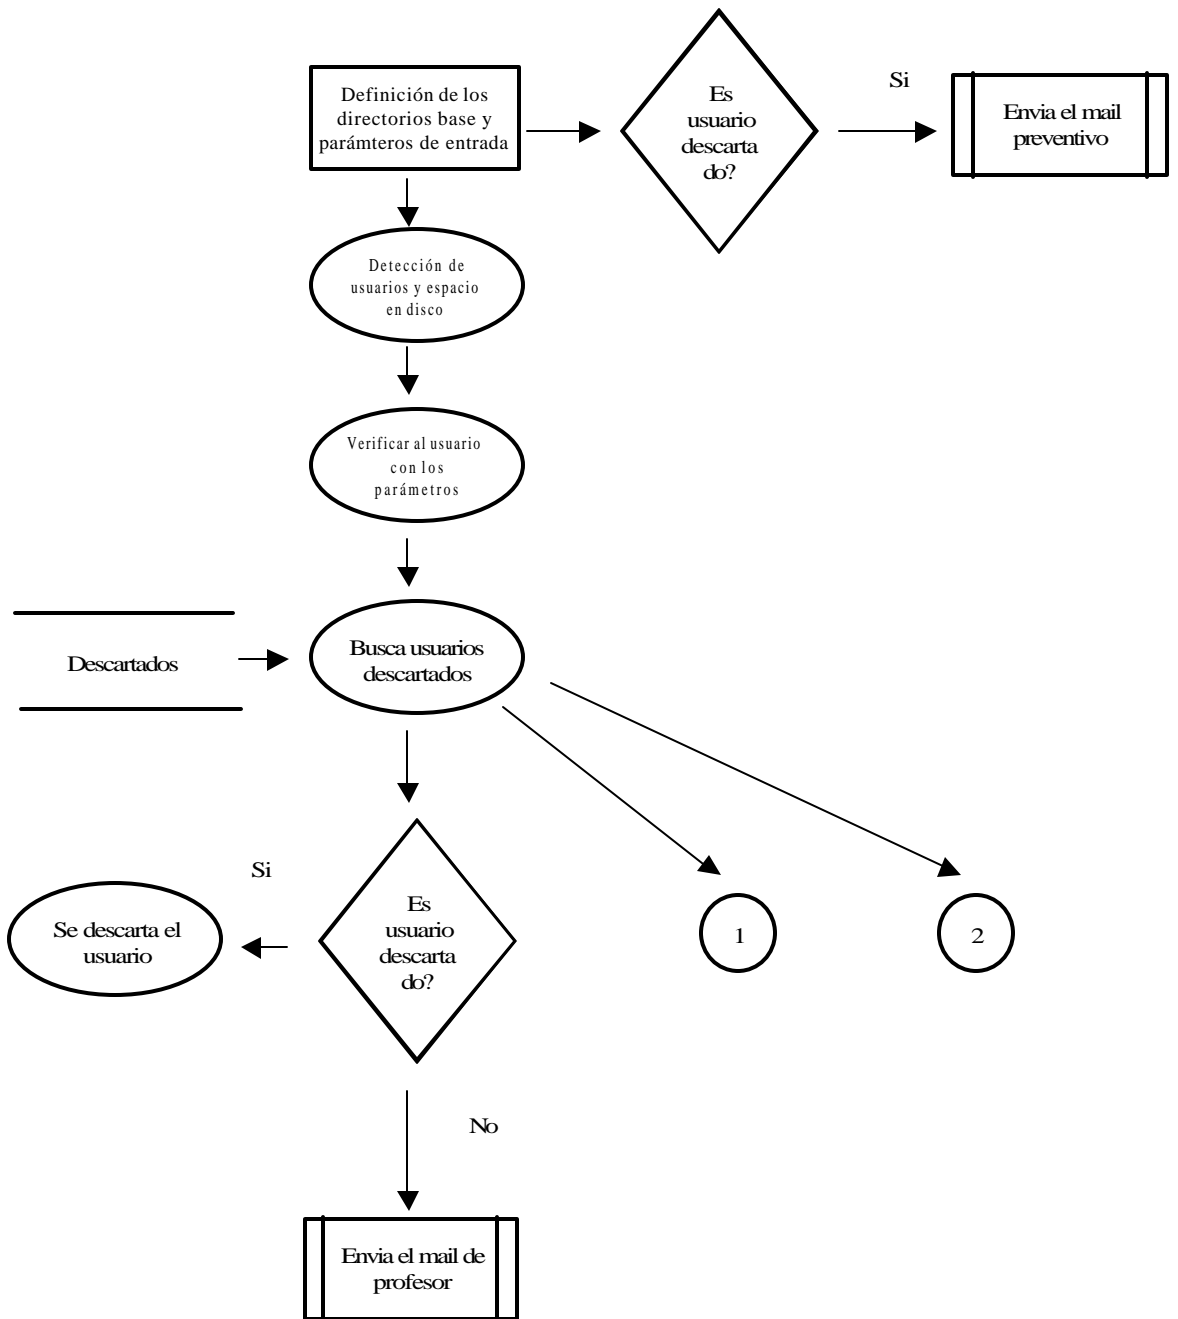 Definición de los
directorios base y
parámteros de entrada
Es
usuario
descarta
do?
Si
Envia el mail
preventivo
Detección de
usuarios y espacio
en disco
Verificar al usuario
con los
parámetros
Descartados
Busca usuarios
descartados
Si
Se descarta el
usuario
Es
usuario
descarta
do?
1
2
No
Envia el mail de
profesor